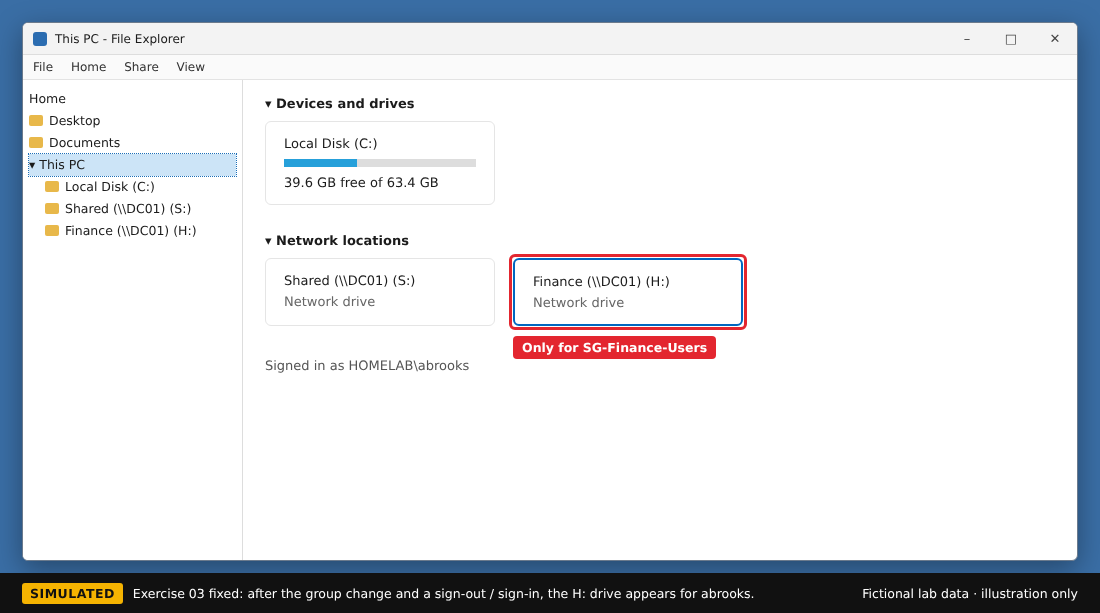 This PC - File Explorer
File Home Share View
Home
Desktop
Documents
▾ This PC
Local Disk (C:)
Shared (\\DC01) (S:)
Finance (\\DC01) (H:)
▾ Devices and drives
Local Disk (C:)
39.6 GB free of 63.4 GB
▾ Network locations
Shared (\\DC01) (S:)
Network drive
Finance (\\DC01) (H:)
Network drive
Only for SG-Finance-Users
Signed in as HOMELAB\abrooks
SIMULATED Exercise 03 fixed: after the group change and a sign-out / sign-in, the H: drive appears for abrooks. Fictional lab data · illustration only